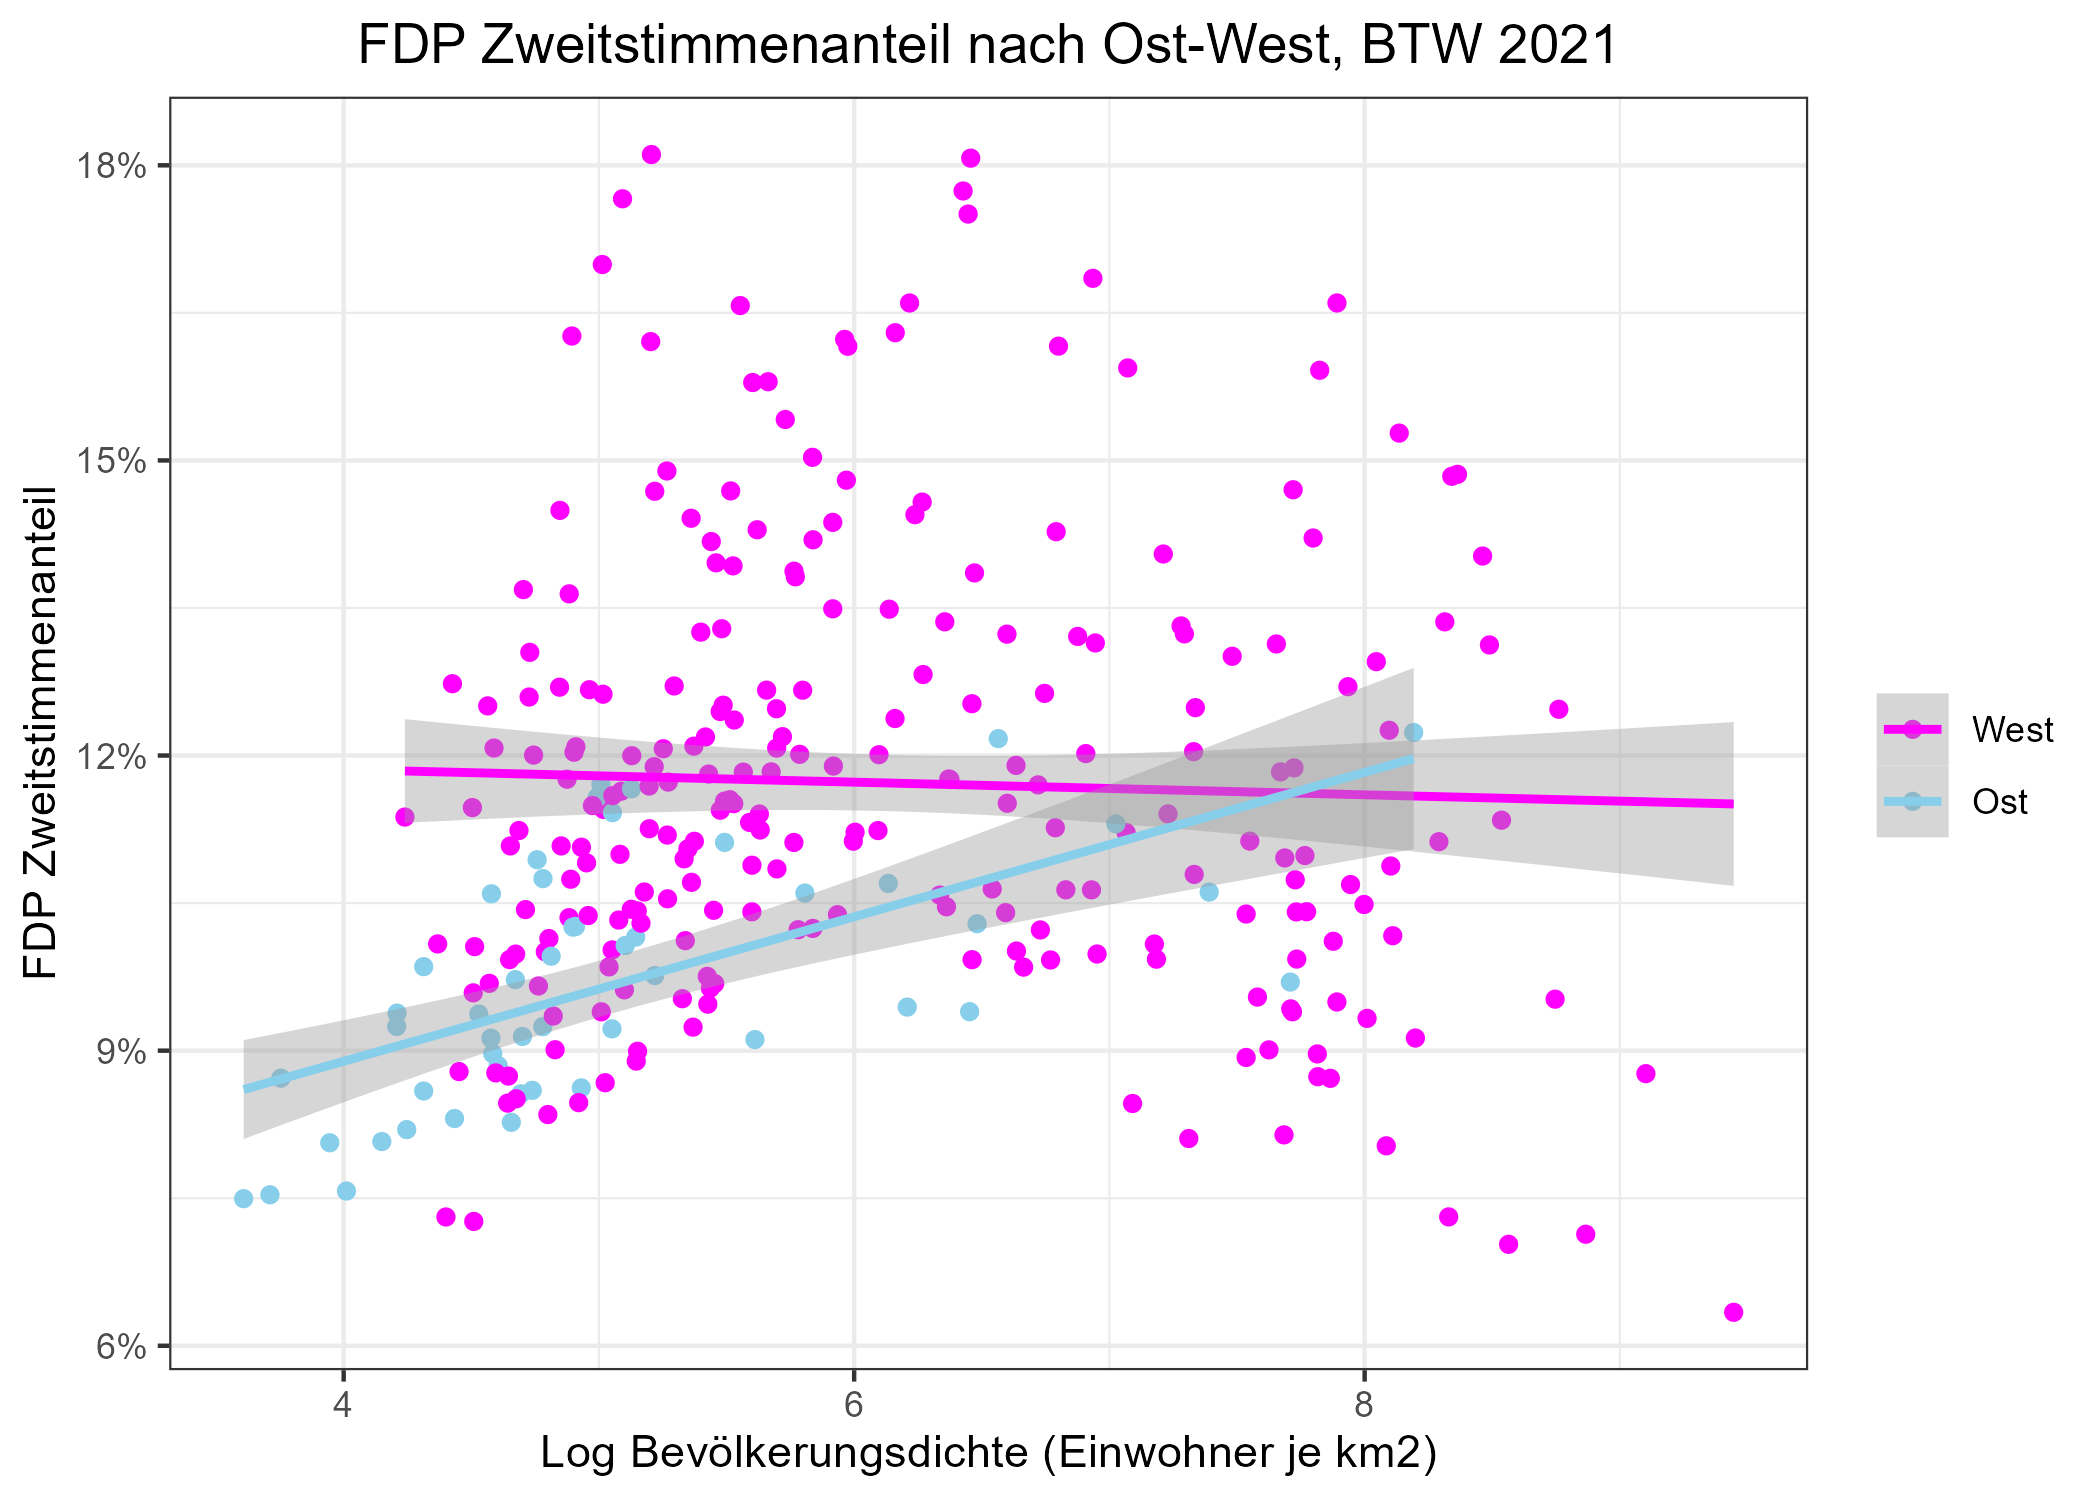 FDP Zweitstimmenanteil nach Ost-West, BTW 2021
18%
15%
12%
9%
6%
FDP Zweitstimmenanteil
4
6
8
Log Bevölkerungsdichte (Einwohner je km2)
West
Ost